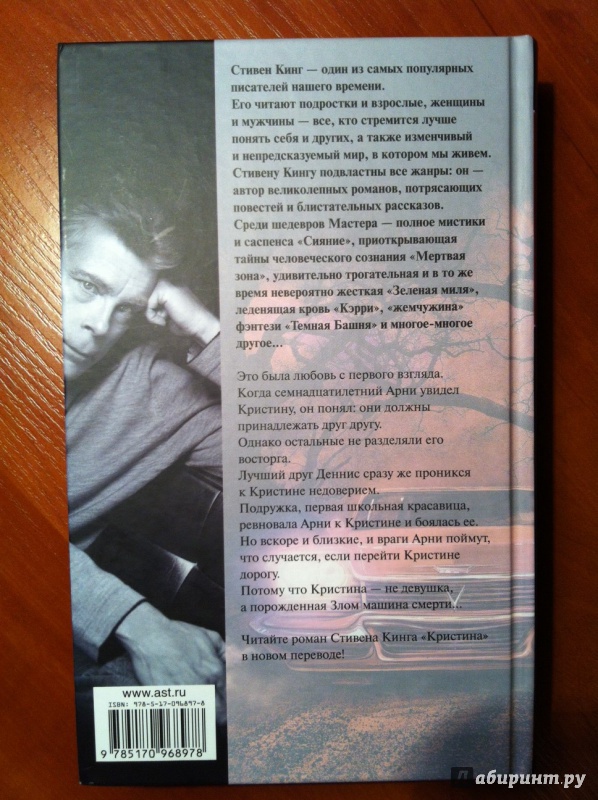 Стивен Кинг — один из самых популярных
писателей нашего времени.
Его читают подростки и взрослые, женщины
и мужчины — все, кто стремится лучше
понять себя и других, а также изменчивый
и непредсказуемый мир, в котором мы живем.
Стивену Кингу подвластны все жанры: он —
автор великолепных романов, потрясающих
повестей и блистательных рассказов.
Среди шедевров Мастера — полное мистики
и саспенса «Сияние», приоткрывающая
тайны человеческого сознания «Мертвая
зона», удивительно трогательная и в то же
время невероятно жесткая «Зеленая миля»,
леденящая кровь «Кэрри», «жемчужина»
фэнтези «Темная Башня» и многое-многое
другое...
Это была любовь с первого взгляда.
Когда семнадцатилетний Арни увидел
Кристину, он понял: они должны
принадлежать друг другу.
Однако остальные не разделяли его
восторга.
Лучший друг Деннис сразу же проникся
к Кристине недоверием.
Подружка, первая школьная красавица,
ревновала Арни к Кристине и боялась ее.
Но вскоре и близкие, и враги Арни поймут,
что случается, если перейти Кристине
дорогу.
Потому что Кристина — не девушка,
а порожденная Злом машина смерти...
Читайте роман Стивена Кинга «Кристина»
в новом переводе!
www.ast.ru
ISBN: 978-5-17-096897-8
9 785170 968978
Лабиринт.ру